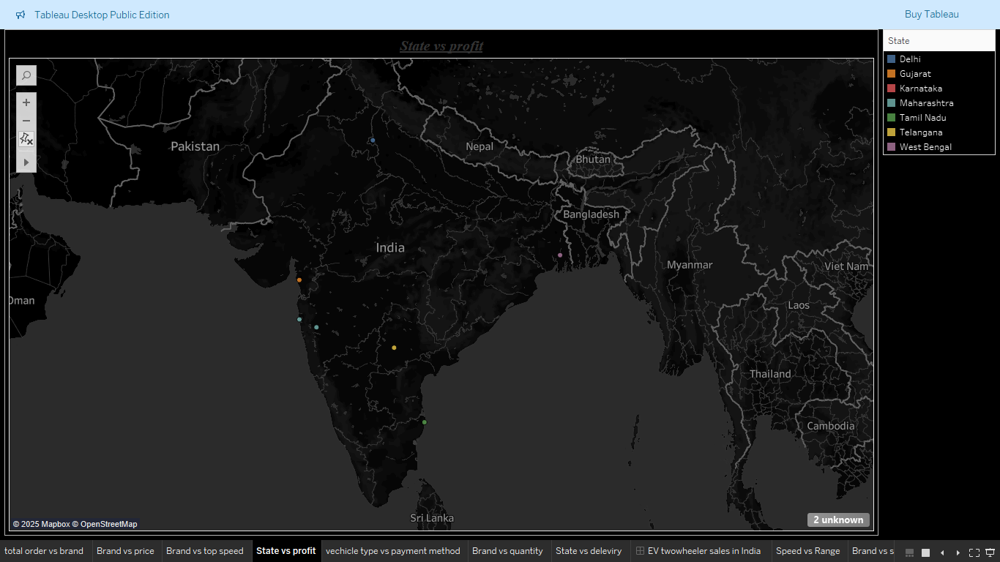 Tableau Desktop Public Edition
Buy Tableau
State vs profit
State
Delhi
Gujarat
Karnataka
Maharashtra
Tamil Nadu
Telangana
West Bengal
Pakistan
Nepal
Bhutan
Bangladesh
India
Myanmar
Viet Nam
Oman
Laos
Thailand
Cambodia
Sri Lanka
© 2025 Mapbox © OpenStreetMap
2 unknown
total order vs brand
Brand vs price
Brand vs top speed
State vs profit
vechicle type vs payment method
Brand vs quantity
State vs deleviry
EV twowheeler sales in India
Speed vs Range
Brand vs s